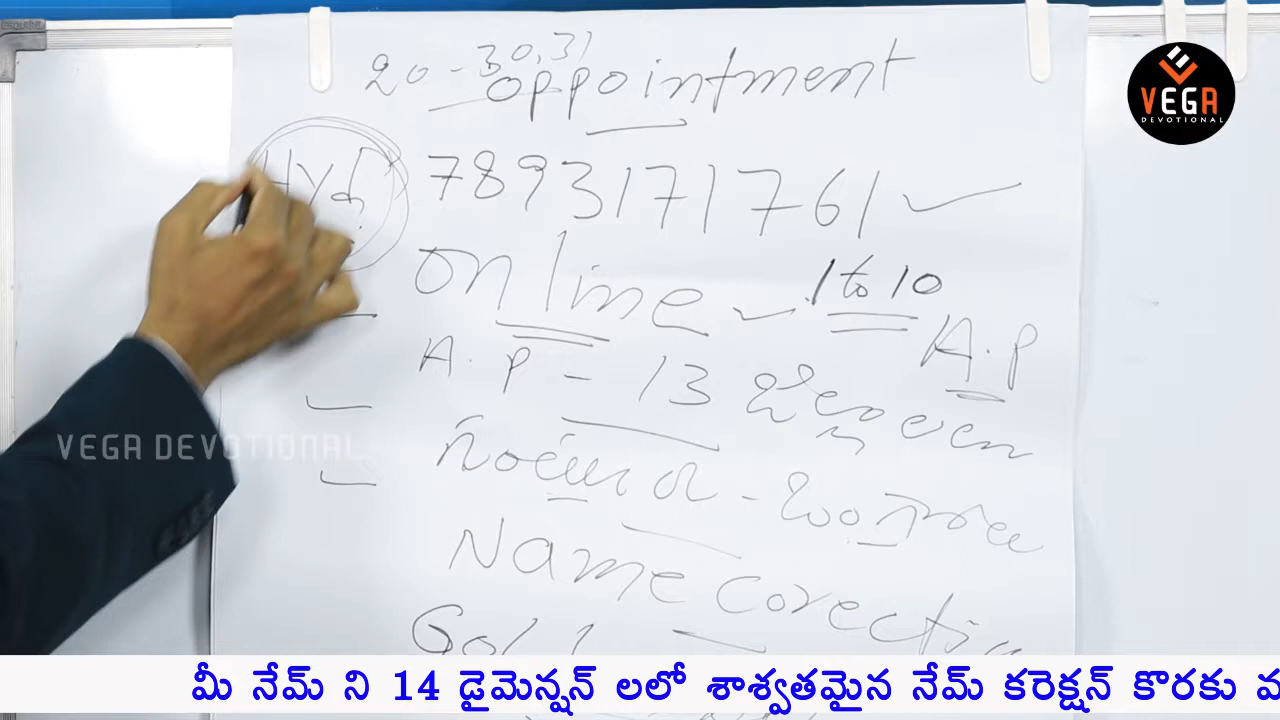 20-30,31
appointment
Hyd 7893171761
Online 1 to 10
A.P - 13 జిల్లాలు A.P
గుంటూరు -
Name Corection
Gold
VEGA
DEVOTIONAL
VEGA DEVOTIONAL
మీ నేమ్ ని 14 డైమెన్షన్ లలో శాశ్వతమైన నేమ్ కరెక్షన్ కొరకు